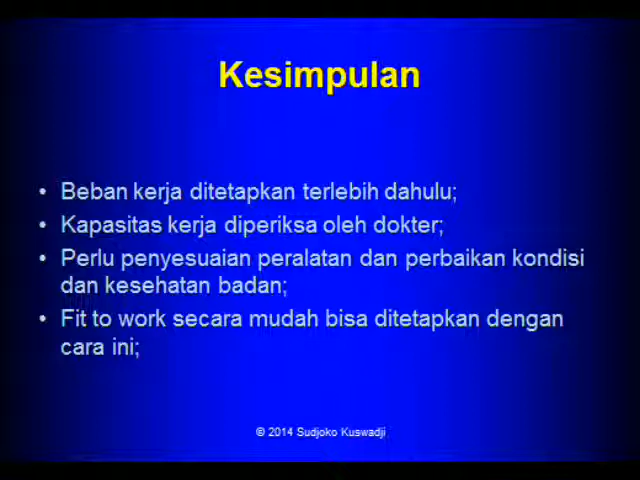 Kesimpulan
• Beban kerja ditetapkan terlebih dahulu;
• Kapasitas kerja diperiksa oleh dokter;
• Perlu penyesuaian peralatan dan perbaikan kondisi
dan kesehatan badan;
• Fit to work secara mudah bisa ditetapkan dengan
cara ini;
© 2014 Sudjoko Kuswadji